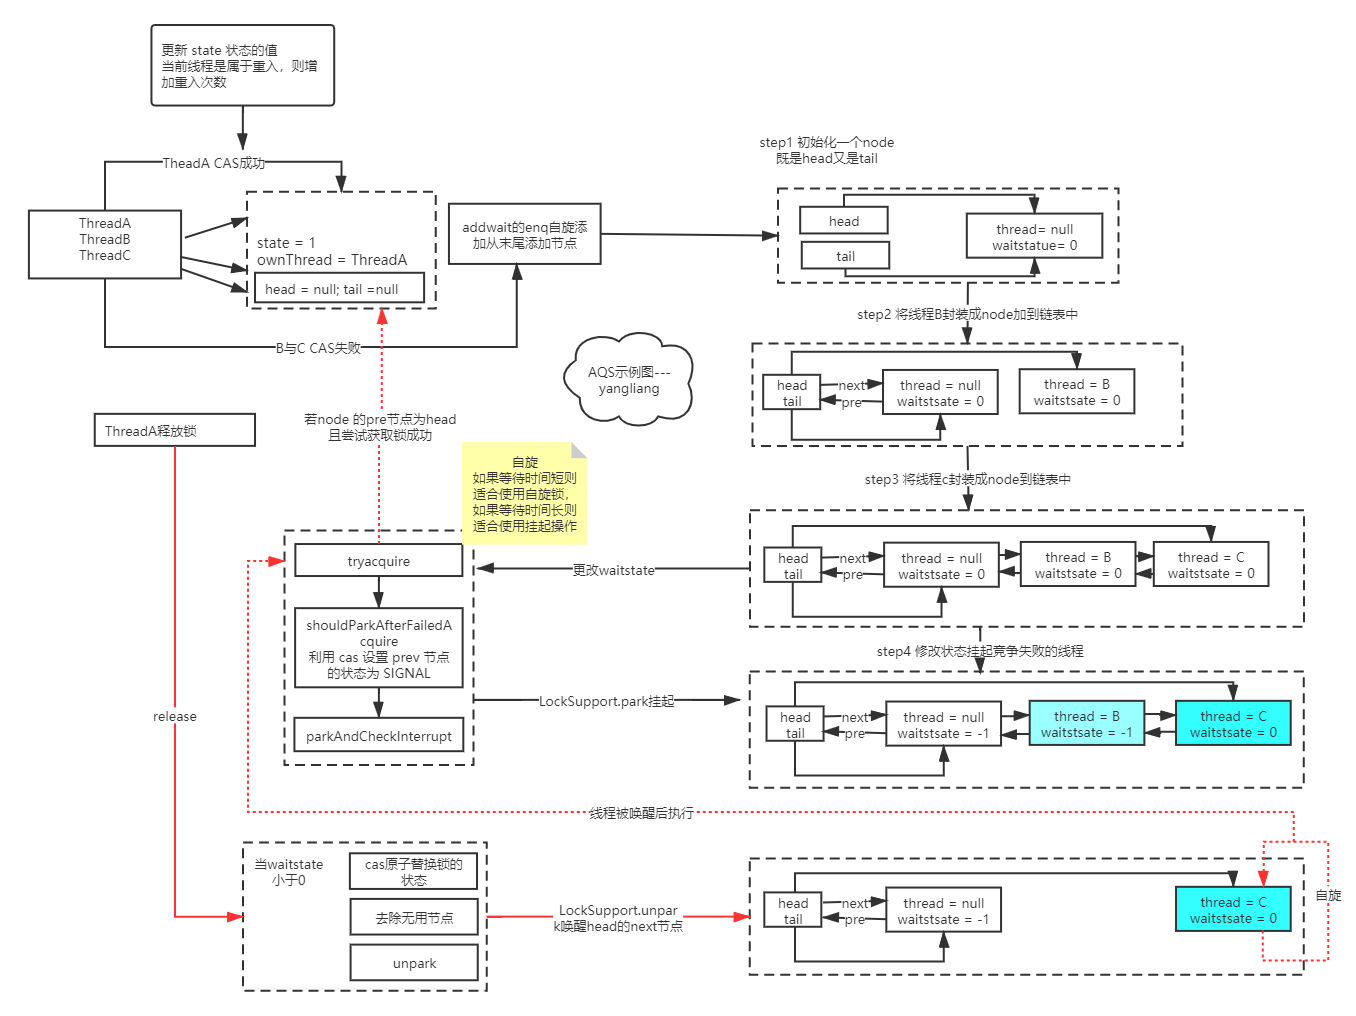 更新 state 状态的值
当前线程是属于重入，则增
加重入次数
TheadA CAS成功
ThreadA
ThreadB
ThreadC
state = 1
ownThread = ThreadA
head = null; tail =null
addwait的enq自旋添
加从末尾添加节点
B与C CAS失败
step1 初始化一个node
既是head又是tail
head
tail
thread= null
waitstatue= 0
step2 将线程B封装成node加到链表中
head
tail
next
pre
thread = null
waitstsate = 0
thread = B
waitstsate = 0
AQS示例图---
yangliang
若node 的pre节点为head
且尝试获取锁成功
ThreadA释放锁
自旋
如果等待时间短则
适合使用自旋锁，
如果等待时间长则
适合使用挂起操作
step3 将线程c封装成node到链表中
head
tail
next
pre
thread = null
waitstsate = 0
thread = B
waitstsate = 0
thread = C
waitstsate = 0
更改waitstate
tryacquire
shouldParkAfterFailedA
cquire
利用 cas 设置 prev 节点
的状态为 SIGNAL
parkAndCheckInterrupt
LockSupport.park挂起
step4 修改状态挂起竞争失败的线程
head
tail
next
pre
thread = null
waitstsate = -1
thread = B
waitstsate = -1
thread = C
waitstsate = 0
release
线程被唤醒后执行
当waitstate
小于0
cas原子替换锁的
状态
去除无用节点
unpark
LockSupport.unpar
k唤醒head的next节点
head
tail
next
pre
thread = null
waitstsate = -1
thread = C
waitstsate = 0
自旋